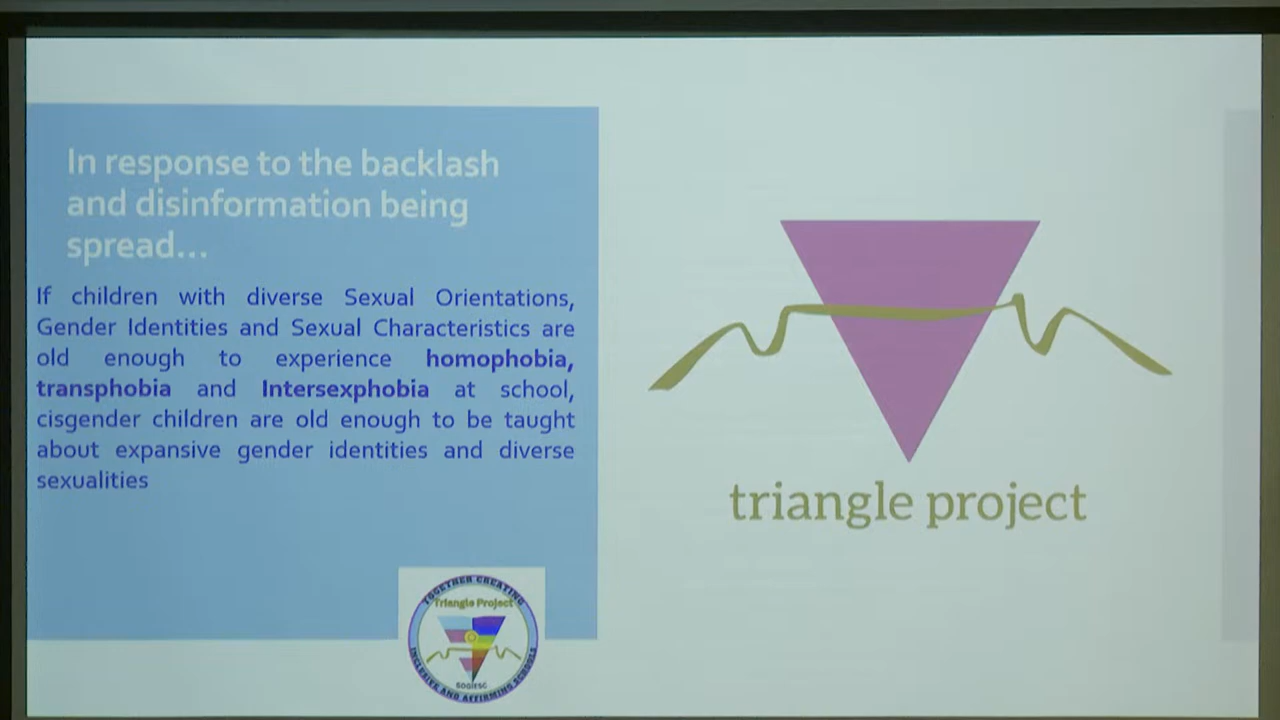 In response to the backlash
and disinformation being
spread...
If children with diverse Sexual Orientations,
Gender Identities and Sexual Characteristics are
old enough to experience homophobia,
transphobia and Intersexphobia at school,
cisgender children are old enough to be taught
about expansive gender identities and diverse
sexualities
triangle project
TOGETHER CREATING
Triangle Project
SOGIESC
INCLUSIVE AND AFFIRMING SCHOOLS